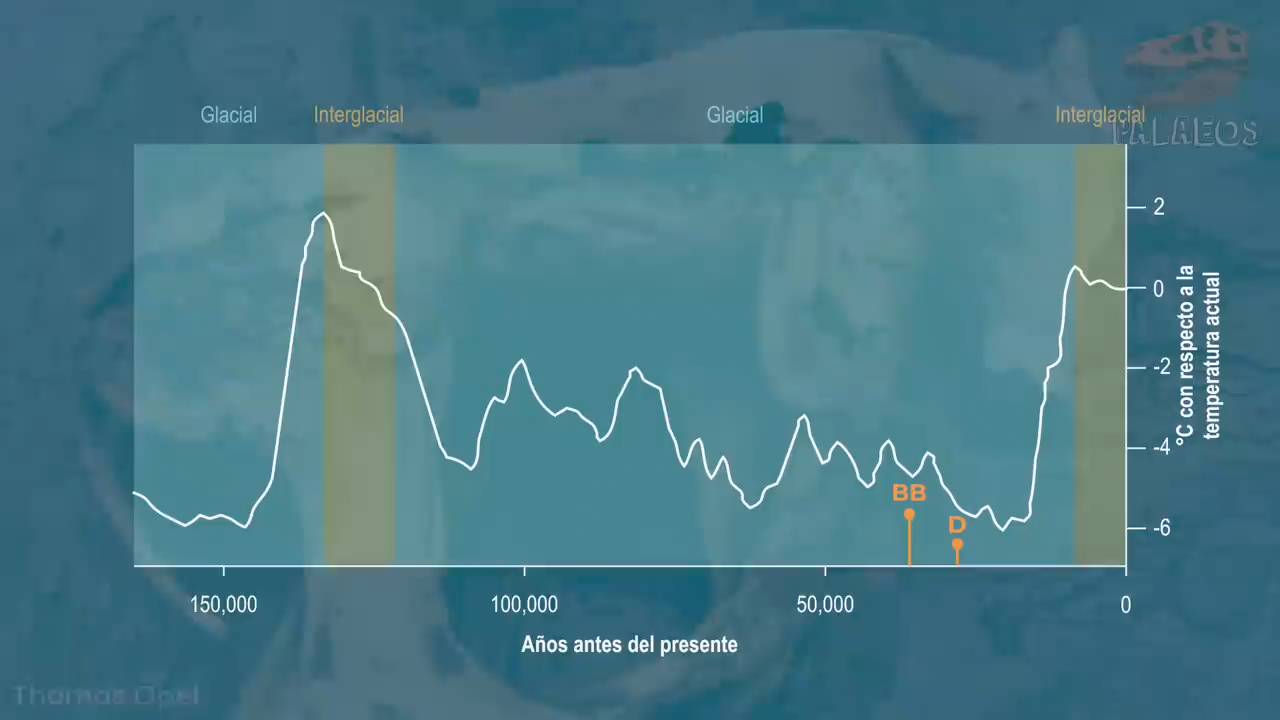 Glacial
Interglacial
Glacial
Interglacial
PALAEOS
2
0
-2
-4
-6
°C con respecto a la
temperatura actual
BB
D
150,000
100,000
50,000
0
Años antes del presente
Thomas Opel